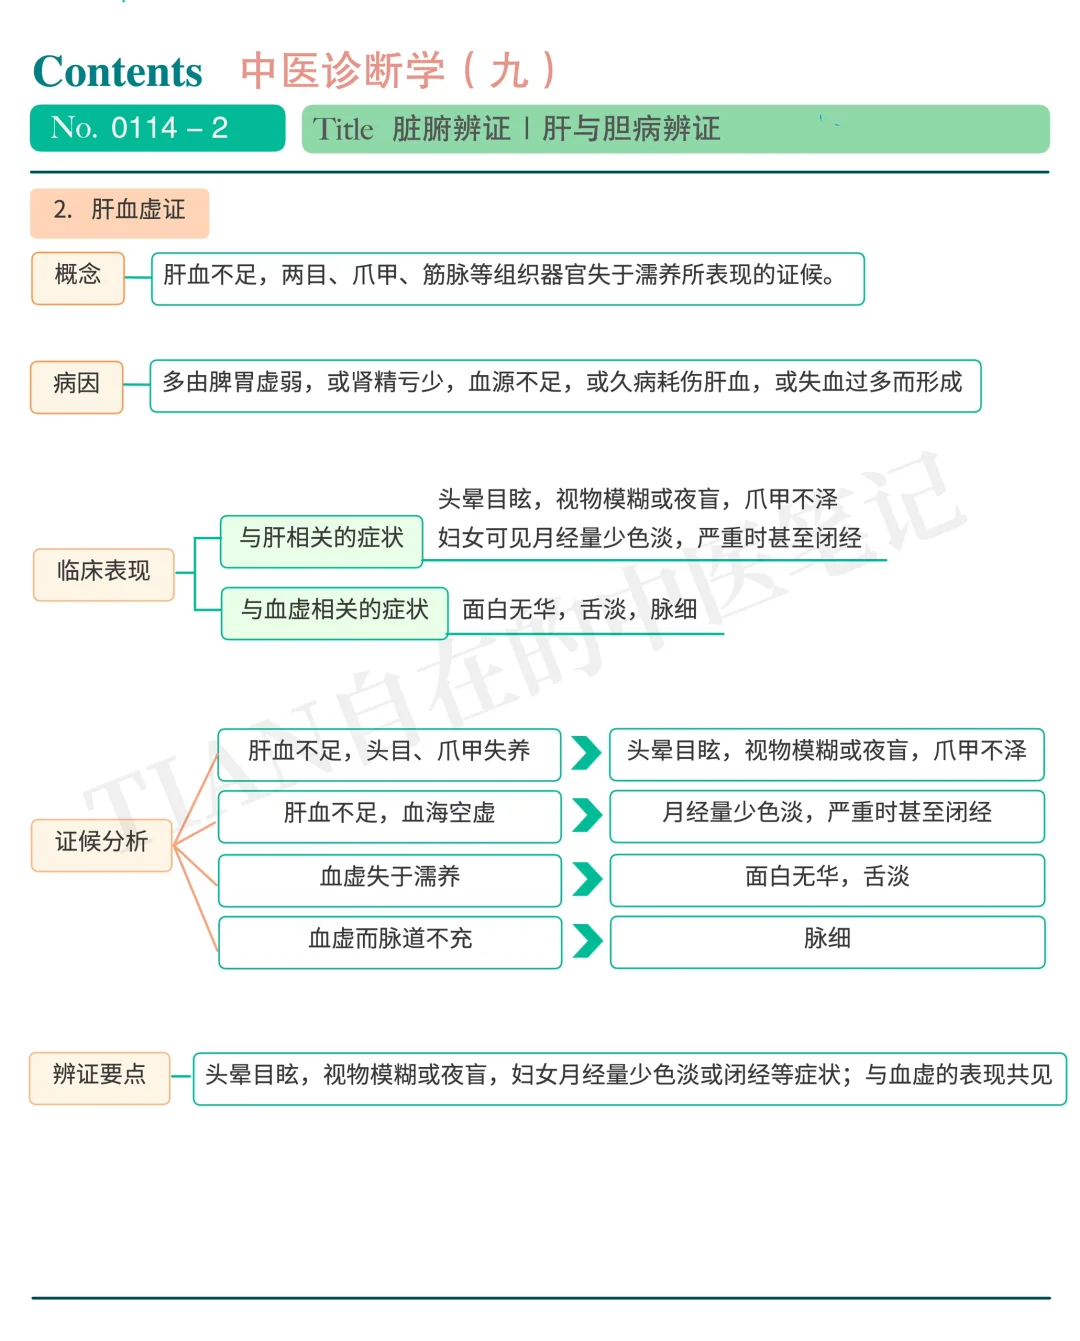 Contents 中医诊断学（九）
No. 0114－2
Title 脏腑辨证｜肝与胆病辨证
2. 肝血虚证
概念
肝血不足，两目、爪甲、筋脉等组织器官失于濡养所表现的证候。
病因
多由脾胃虚弱，或肾精亏少，血源不足，或久病耗伤肝血，或失血过多而形成
临床表现
与肝相关的症状
头晕目眩，视物模糊或夜盲，爪甲不泽
妇女可见月经量少色淡，严重时甚至闭经
与血虚相关的症状
面白无华，舌淡，脉细
证候分析
肝血不足，头目、爪甲失养
头晕目眩，视物模糊或夜盲，爪甲不泽
肝血不足，血海空虚
月经量少色淡，严重时甚至闭经
血虚失于濡养
面白无华，舌淡
血虚而脉道不充
脉细
辨证要点
头晕目眩，视物模糊或夜盲，妇女月经量少色淡或闭经等症状；与血虚的表现共见
TIAN自在的中医笔记